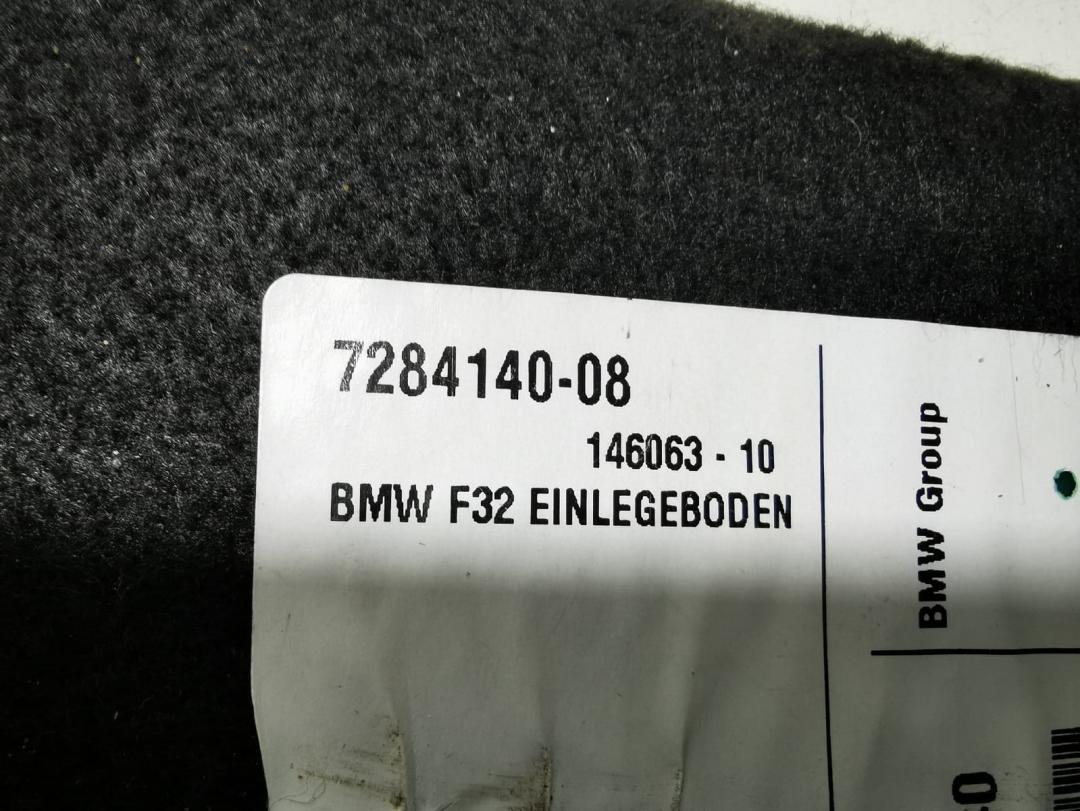 7284140-08
146063 - 10
BMW F32 EINLEGEBODEN
BMW Group